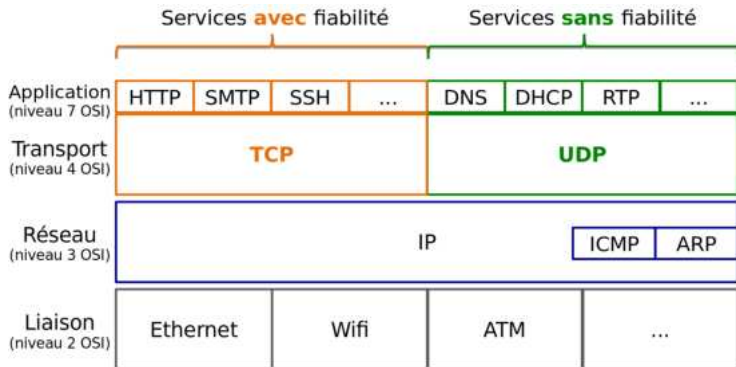 Services avec fiabilité
Services sans fiabilité
Application
(niveau 7 OSI)
HTTP
SMTP
SSH
...
DNS
DHCP
RTP
...
Transport
(niveau 4 OSI)
TCP
UDP
Réseau
(niveau 3 OSI)
IP
ICMP
ARP
Liaison
(niveau 2 OSI)
Ethernet
Wifi
ATM
...